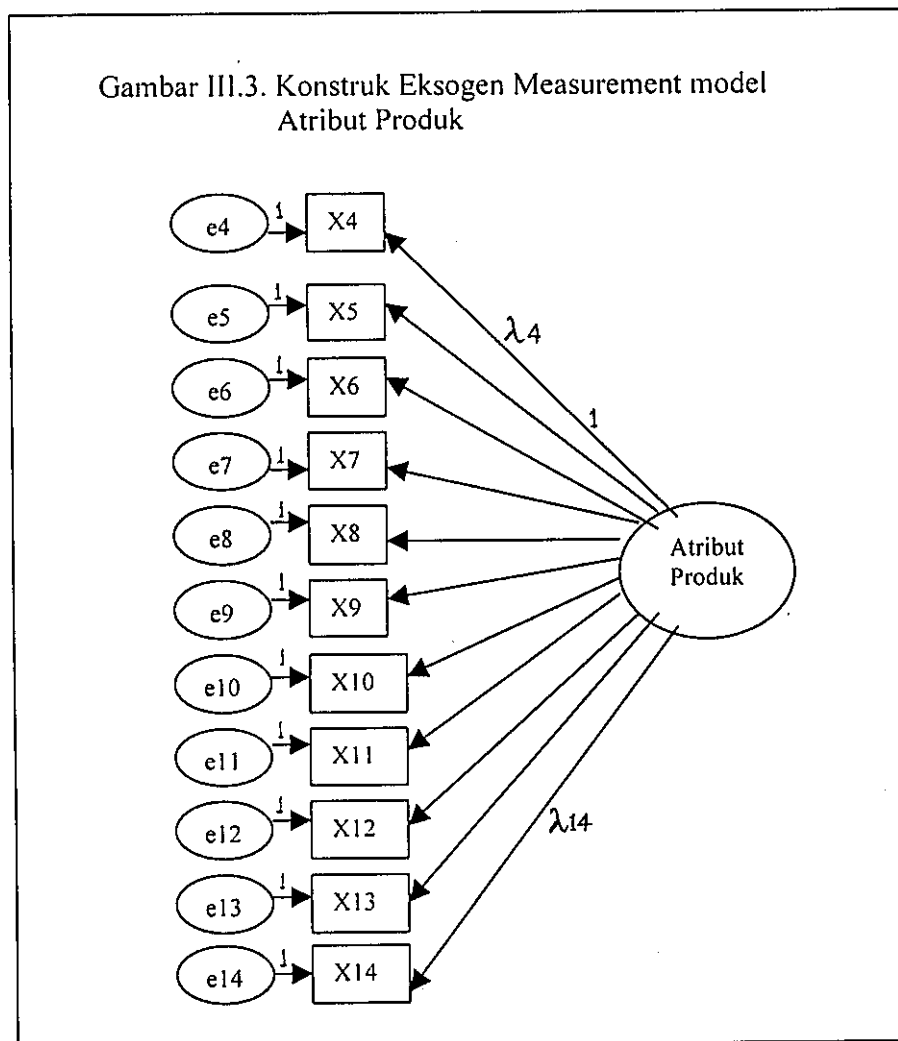 Gambar III.3. Konstruk Eksogen Measurement model
Atribut Produk
e4 1 X4
e5 1 X5
λ4
e6 1 X6
1
e7 1 X7
e8 1 X8
Atribut
Produk
e9 1 X9
e10 1 X10
e11 1 X11
e12 1 X12
λ14
e13 1 X13
e14 1 X14